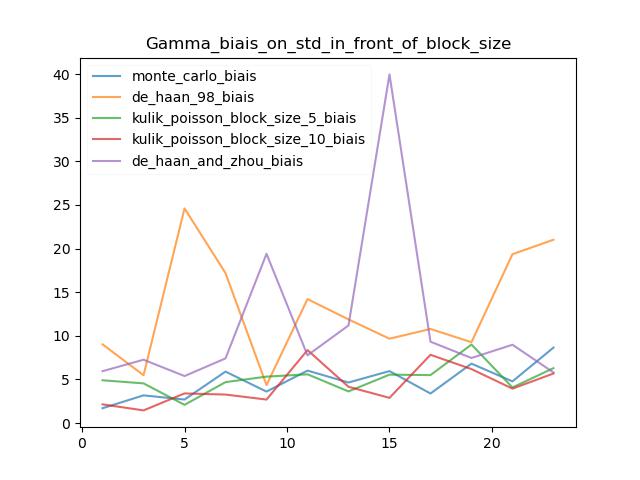 Gamma_biais_on_std_in_front_of_block_size
monte_carlo_biais
de_haan_98_biais
kulik_poisson_block_size_5_biais
kulik_poisson_block_size_10_biais
de_haan_and_zhou_biais
40
35
30
25
20
15
10
5
0
0 5 10 15 20